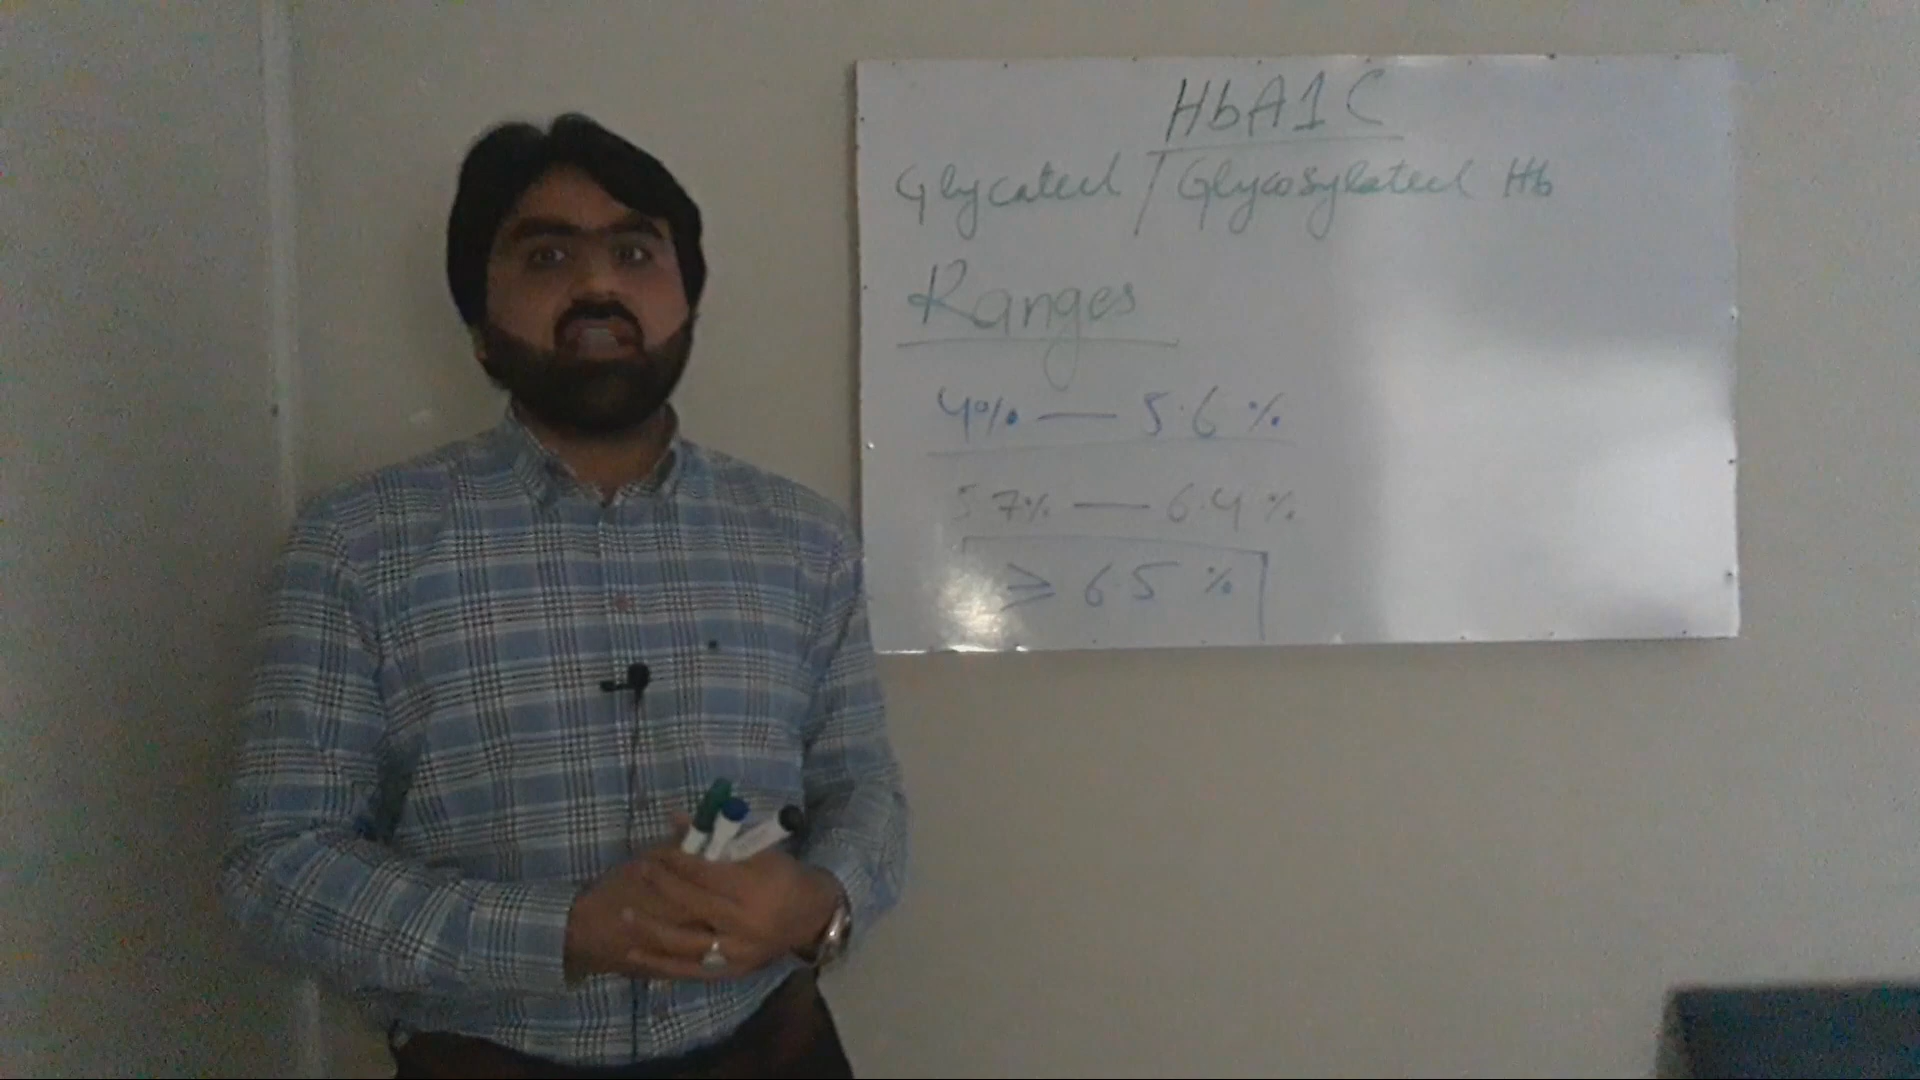 HbA1C
Glycated / Glycosylated Hb
Ranges
4% — 5.6 %
5.7% — 6.4 %
≥ 6.5 %